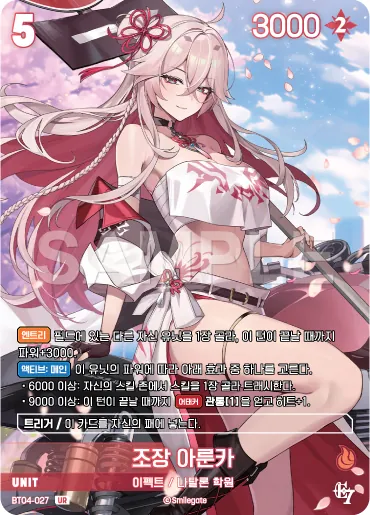 5
3000
2
SAMPLE
엔트리 필드에 있는 다른 자신 유닛을 1장 골라, 이 턴이 끝날 때까지
파워+3000.
액티브: 메인 이 유닛의 파워에 따라 아래 효과 중 하나를 고른다.
· 6000 이상: 자신의 스킬 존에서 스킬을 1장 골라 트래시한다.
· 9000 이상: 이 턴이 끝날 때까지 어태커 관통[1]을 얻고 히트+1.
트리거 / 이 카드를 자신의 패에 넣는다.
조장 아룬카
UNIT
이펙트 / 나탈론 학원
BT04-027 UR
©Smilegate
E7